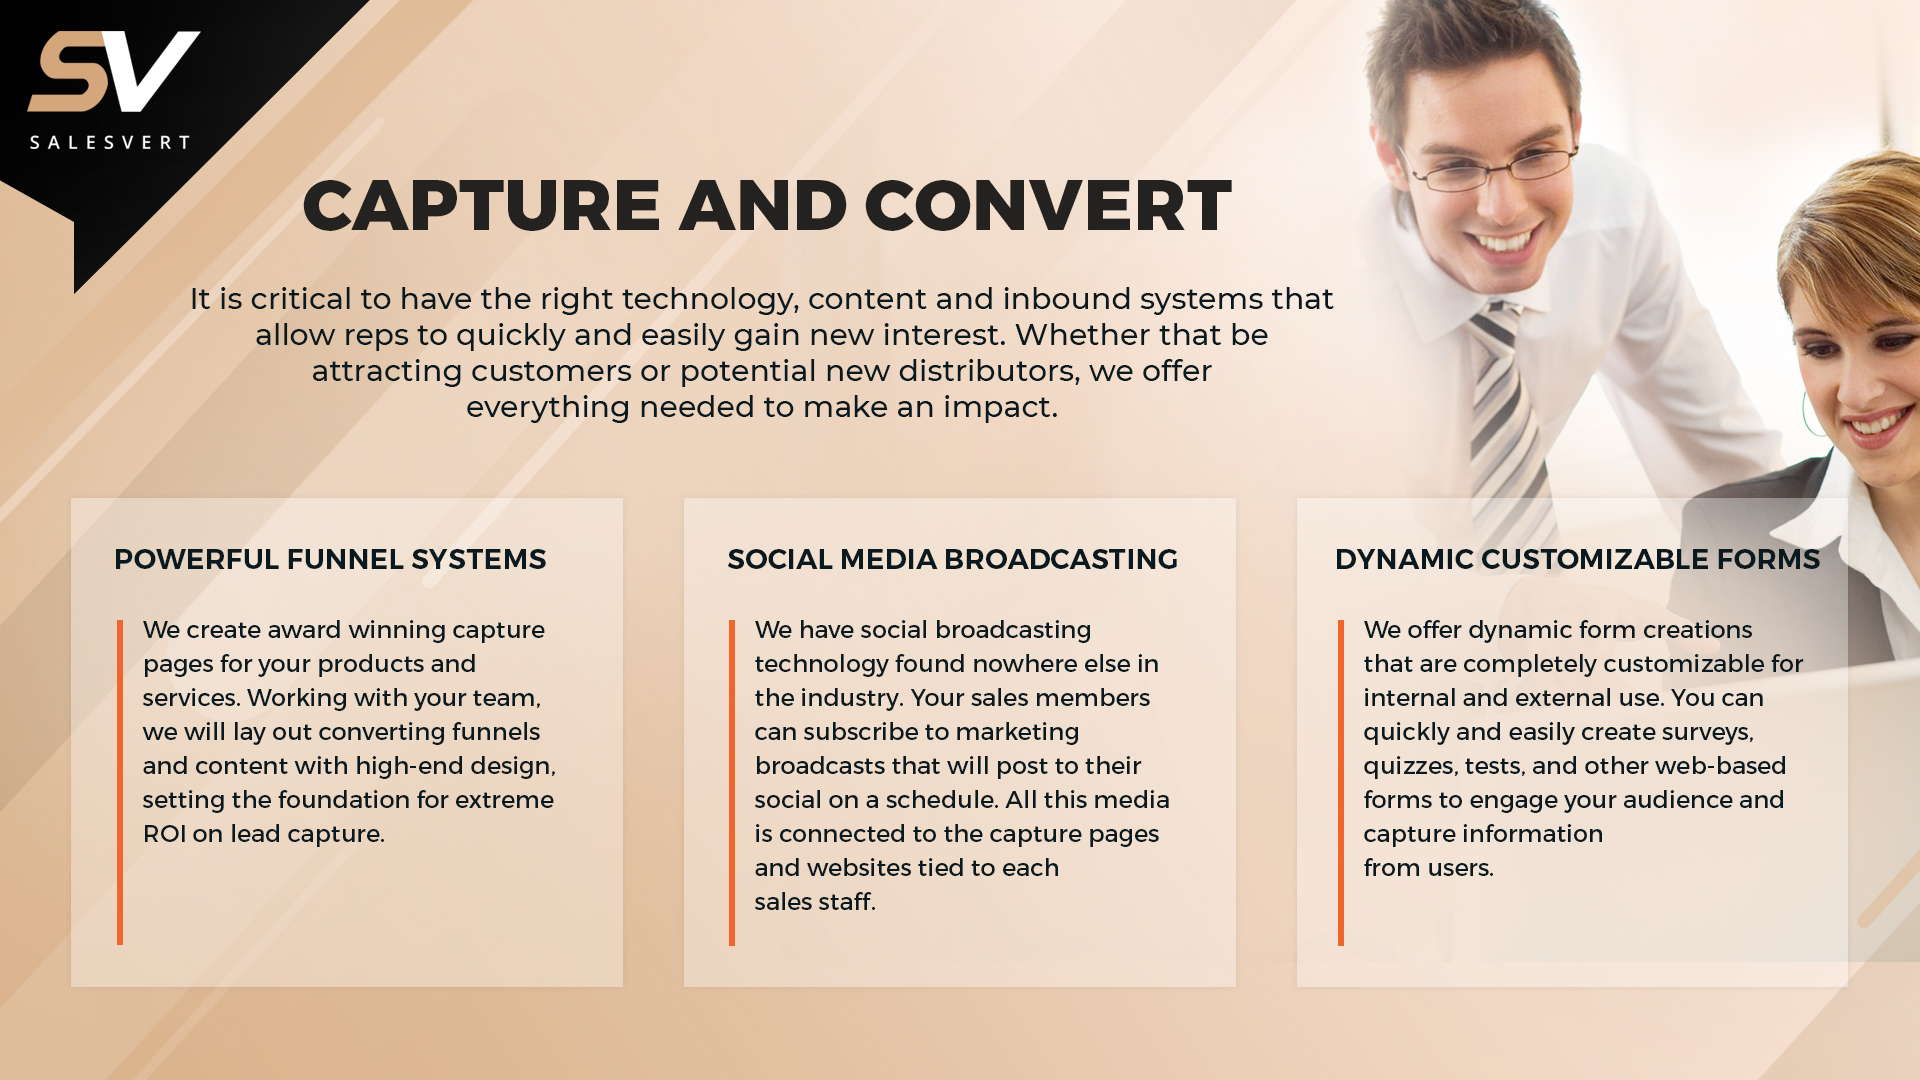 SV
SALESVERT
CAPTURE AND CONVERT
It is critical to have the right technology, content and inbound systems that
allow reps to quickly and easily gain new interest. Whether that be
attracting customers or potential new distributors, we offer
everything needed to make an impact.
POWERFUL FUNNEL SYSTEMS
We create award winning capture
pages for your products and
services. Working with your team,
we will lay out converting funnels
and content with high-end design,
setting the foundation for extreme
ROI on lead capture.
SOCIAL MEDIA BROADCASTING
We have social broadcasting
technology found nowhere else in
the industry. Your sales members
can subscribe to marketing
broadcasts that will post to their
social on a schedule. All this media
is connected to the capture pages
and websites tied to each
sales staff.
DYNAMIC CUSTOMIZABLE FORMS
We offer dynamic form creations
that are completely customizable for
internal and external use. You can
quickly and easily create surveys,
quizzes, tests, and other web-based
forms to engage your audience and
capture information
from users.